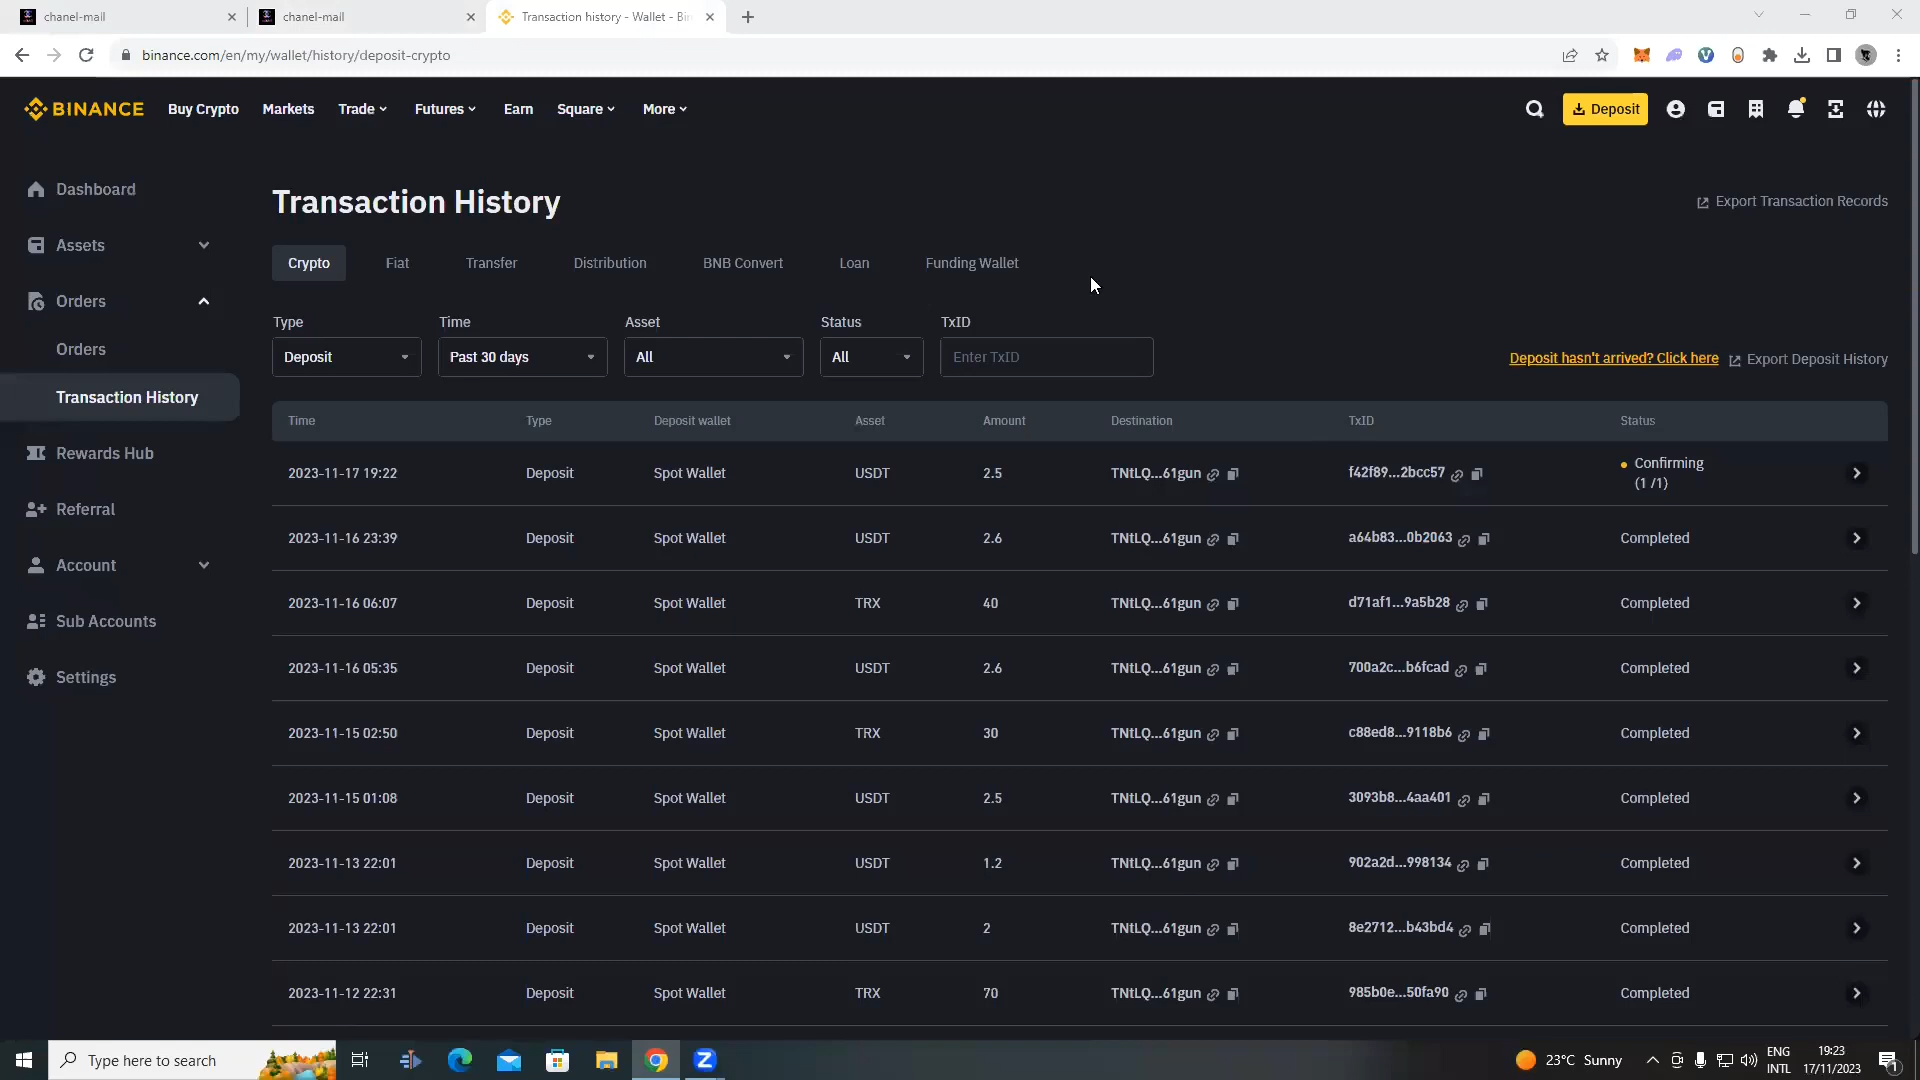 chanel-mail
chanel-mail
Transaction history - Wallet - Bin
binance.com/en/my/wallet/history/deposit-crypto
BINANCE Buy Crypto Markets Trade Futures Earn Square More Deposit
Dashboard
Assets
Orders
Orders
Transaction History
Rewards Hub
Referral
Account
Sub Accounts
Settings
Transaction History
Export Transaction Records
Crypto Fiat Transfer Distribution BNB Convert Loan Funding Wallet
Type Time Asset Status TxID
Deposit Past 30 days All All Enter TxID
Deposit hasn't arrived? Click here Export Deposit History
Time Type Deposit wallet Asset Amount Destination TxID Status
2023-11-17 19:22 Deposit Spot Wallet USDT 2.5 TNtLQ...61gun f42f89...2bcc57 Confirming
(1 /1)
2023-11-16 23:39 Deposit Spot Wallet USDT 2.6 TNtLQ...61gun a64b83...0b2063 Completed
2023-11-16 06:07 Deposit Spot Wallet TRX 40 TNtLQ...61gun d71af1...9a5b28 Completed
2023-11-16 05:35 Deposit Spot Wallet USDT 2.6 TNtLQ...61gun 700a2c...b6fcad Completed
2023-11-15 02:50 Deposit Spot Wallet TRX 30 TNtLQ...61gun c88ed8...9118b6 Completed
2023-11-15 01:08 Deposit Spot Wallet USDT 2.5 TNtLQ...61gun 3093b8...4aa401 Completed
2023-11-13 22:01 Deposit Spot Wallet USDT 1.2 TNtLQ...61gun 902a2d...998134 Completed
2023-11-13 22:01 Deposit Spot Wallet USDT 2 TNtLQ...61gun 8e2712...b43bd4 Completed
2023-11-12 22:31 Deposit Spot Wallet TRX 70 TNtLQ...61gun 985b0e...50fa90 Completed
Type here to search
23°C Sunny
ENG
INTL
19:23
17/11/2023
1